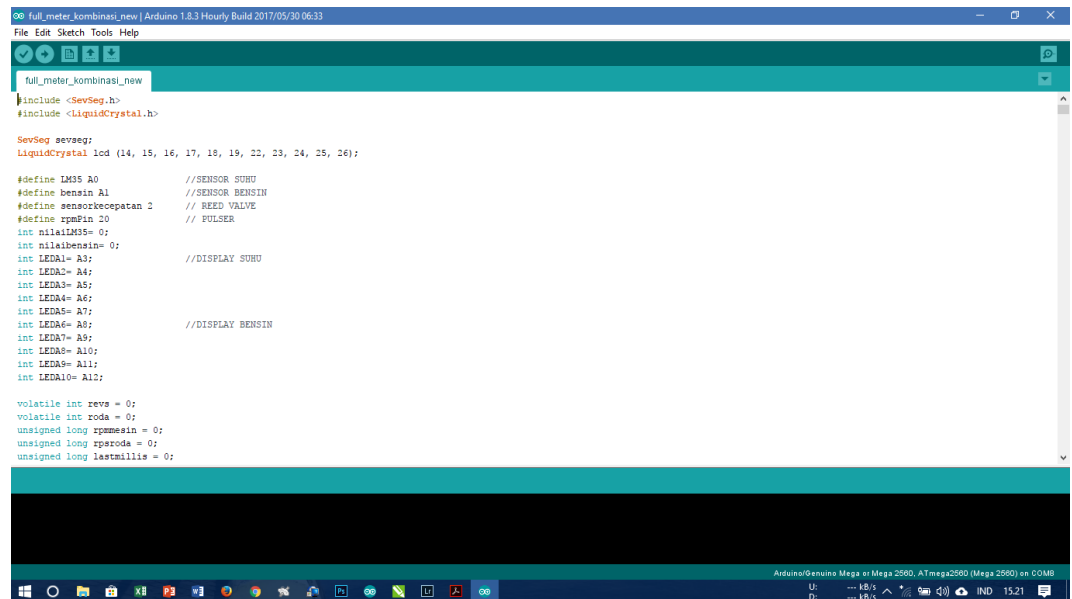 full_meter_kombinasi_new | Arduino 1.8.3 Hourly Build 2017/05/30 06:33
File Edit Sketch Tools Help
full_meter_kombinasi_new
#include <SevSeg.h>
#include <LiquidCrystal.h>
SevSeg sevseg;
LiquidCrystal lcd (14, 15, 16, 17, 18, 19, 22, 23, 24, 25, 26);
#define LM35 A0 //SENSOR SUHU
#define bensin A1 //SENSOR BENSIN
#define sensorkecepatan 2 // REED VALVE
#define rpmPin 20 // PULSER
int nilaiLM35= 0;
int nilaibensin= 0;
int LEDA1= A3; //DISPLAY SUHU
int LEDA2= A4;
int LEDA3= A5;
int LEDA4= A6;
int LEDA5= A7;
int LEDA6= A8; //DISPLAY BENSIN
int LEDA7= A9;
int LEDA8= A10;
int LEDA9= A11;
int LEDA10= A12;
volatile int revs = 0;
volatile int roda = 0;
unsigned long rpmmesin = 0;
unsigned long rpsroda = 0;
unsigned long lastmillis = 0;
Arduino/Genuino Mega or Mega 2560, ATmega2560 (Mega 2560) on COM8
U: --- kB/s
D: --- kB/s
IND 15.21